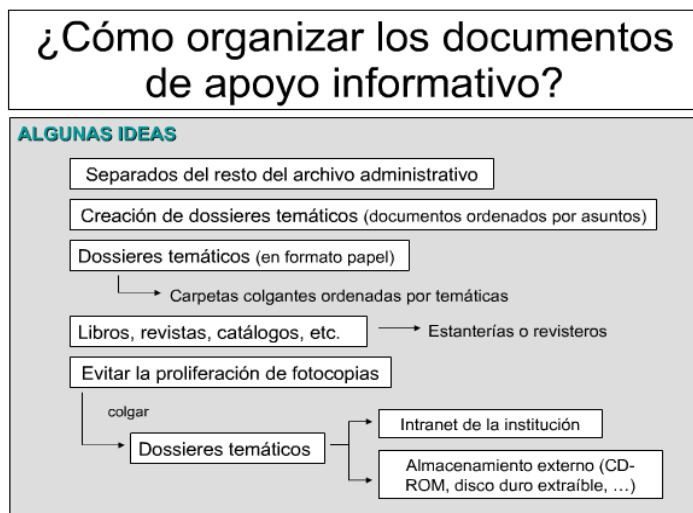 ¿Cómo organizar los documentos
de apoyo informativo?
ALGUNAS IDEAS
Separados del resto del archivo administrativo
Creación de dossieres temáticos (documentos ordenados por asuntos)
Dossieres temáticos (en formato papel)
Carpetas colgantes ordenadas por temáticas
Libros, revistas, catálogos, etc.
Estanterías o revisteros
Evitar la proliferación de fotocopias
colgar
Dossieres temáticos
Intranet de la institución
Almacenamiento externo (CD-
ROM, disco duro extraíble, ...)